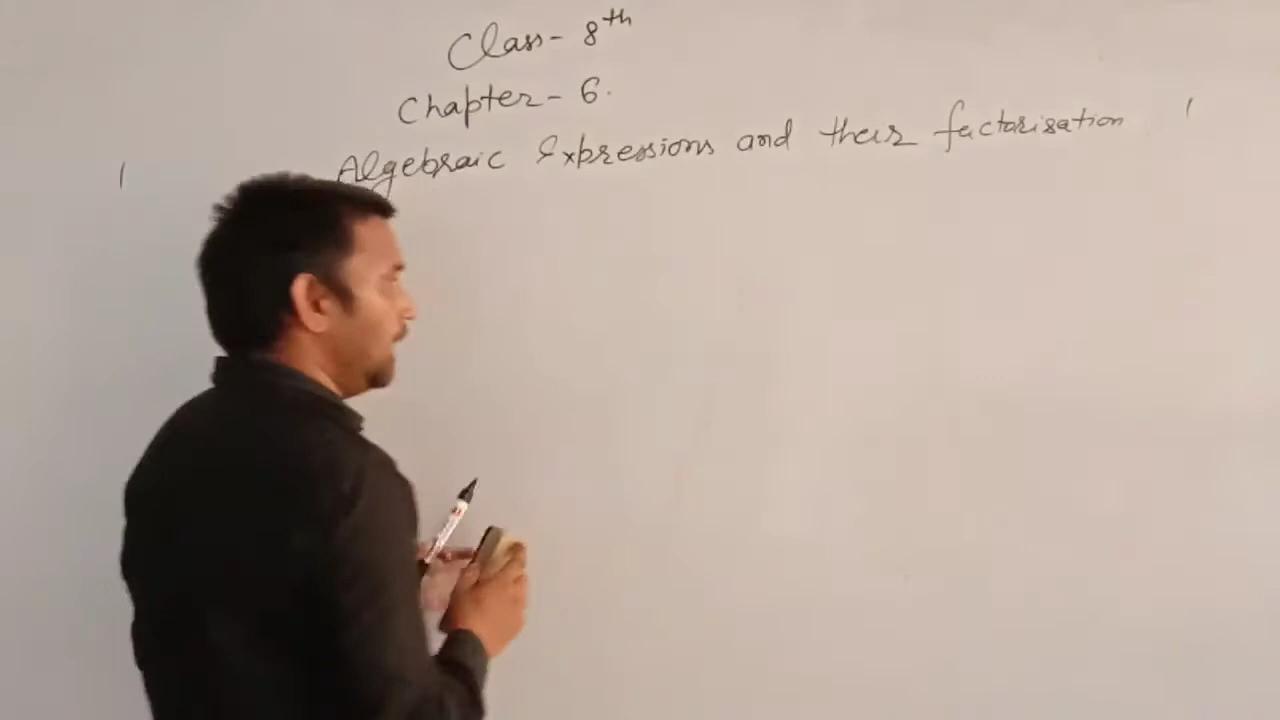 Class- 8th
Chapter- 6.
Algebraic Expressions and their factorisation